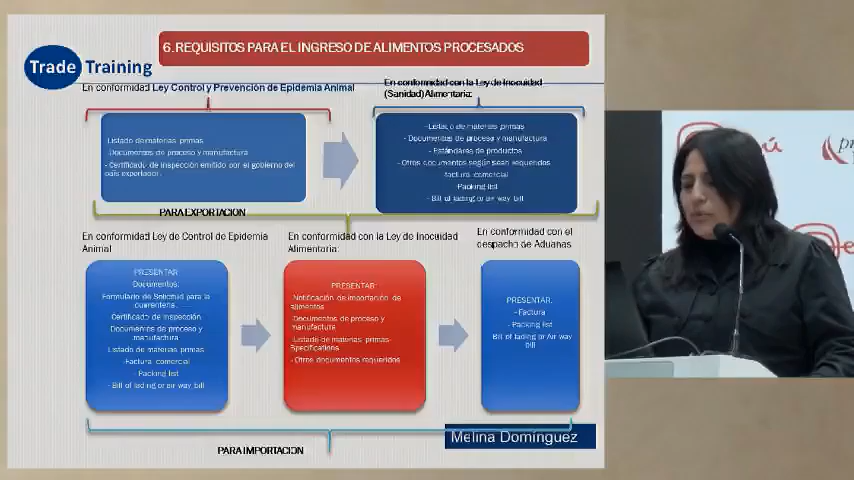 6. REQUISITOS PARA EL INGRESO DE ALIMENTOS PROCESADOS
Trade Training
En conformidad Ley Control y Prevención de Epidemia Animal
En conformidad con la Ley de Inocuidad
(Sanidad) Alimentaria:
Listado de materias primas
-Documentos de proceso y manufactura
- Certificado de inspección emitido por el gobierno del
país exportador.
-Listado de materias primas
- Documentos de proceso y manufactura
- Estándares de productos
- Otros documentos según sean requeridos
factura comercial
Packing list
- Bill of lading or air way bill
PARA EXPORTACION
En conformidad Ley de Control de Epidemia
Animal
En conformidad con la Ley de Inocuidad
Alimentaria:
En conformidad con el
despacho de Aduanas
PRESENTAR
Documentos:
Formulario de Solicitud para la
cuarentena.
Certificado de inspección
Documentos de proceso y
manufactura
Listado de materias primas
-Factura comercial
- Packing list
- Bill of lading or air way bill
PRESENTAR:
-Notificación de importación de
alimentos
-Documentos de proceso y
manufactura
-Listado de materias primas-
Specifications
- Otros documentos requeridos
PRESENTAR:
- Factura
- Packing list
Bill of lading or Air way
bill
PARA IMPORTACION
Melina Domínguez